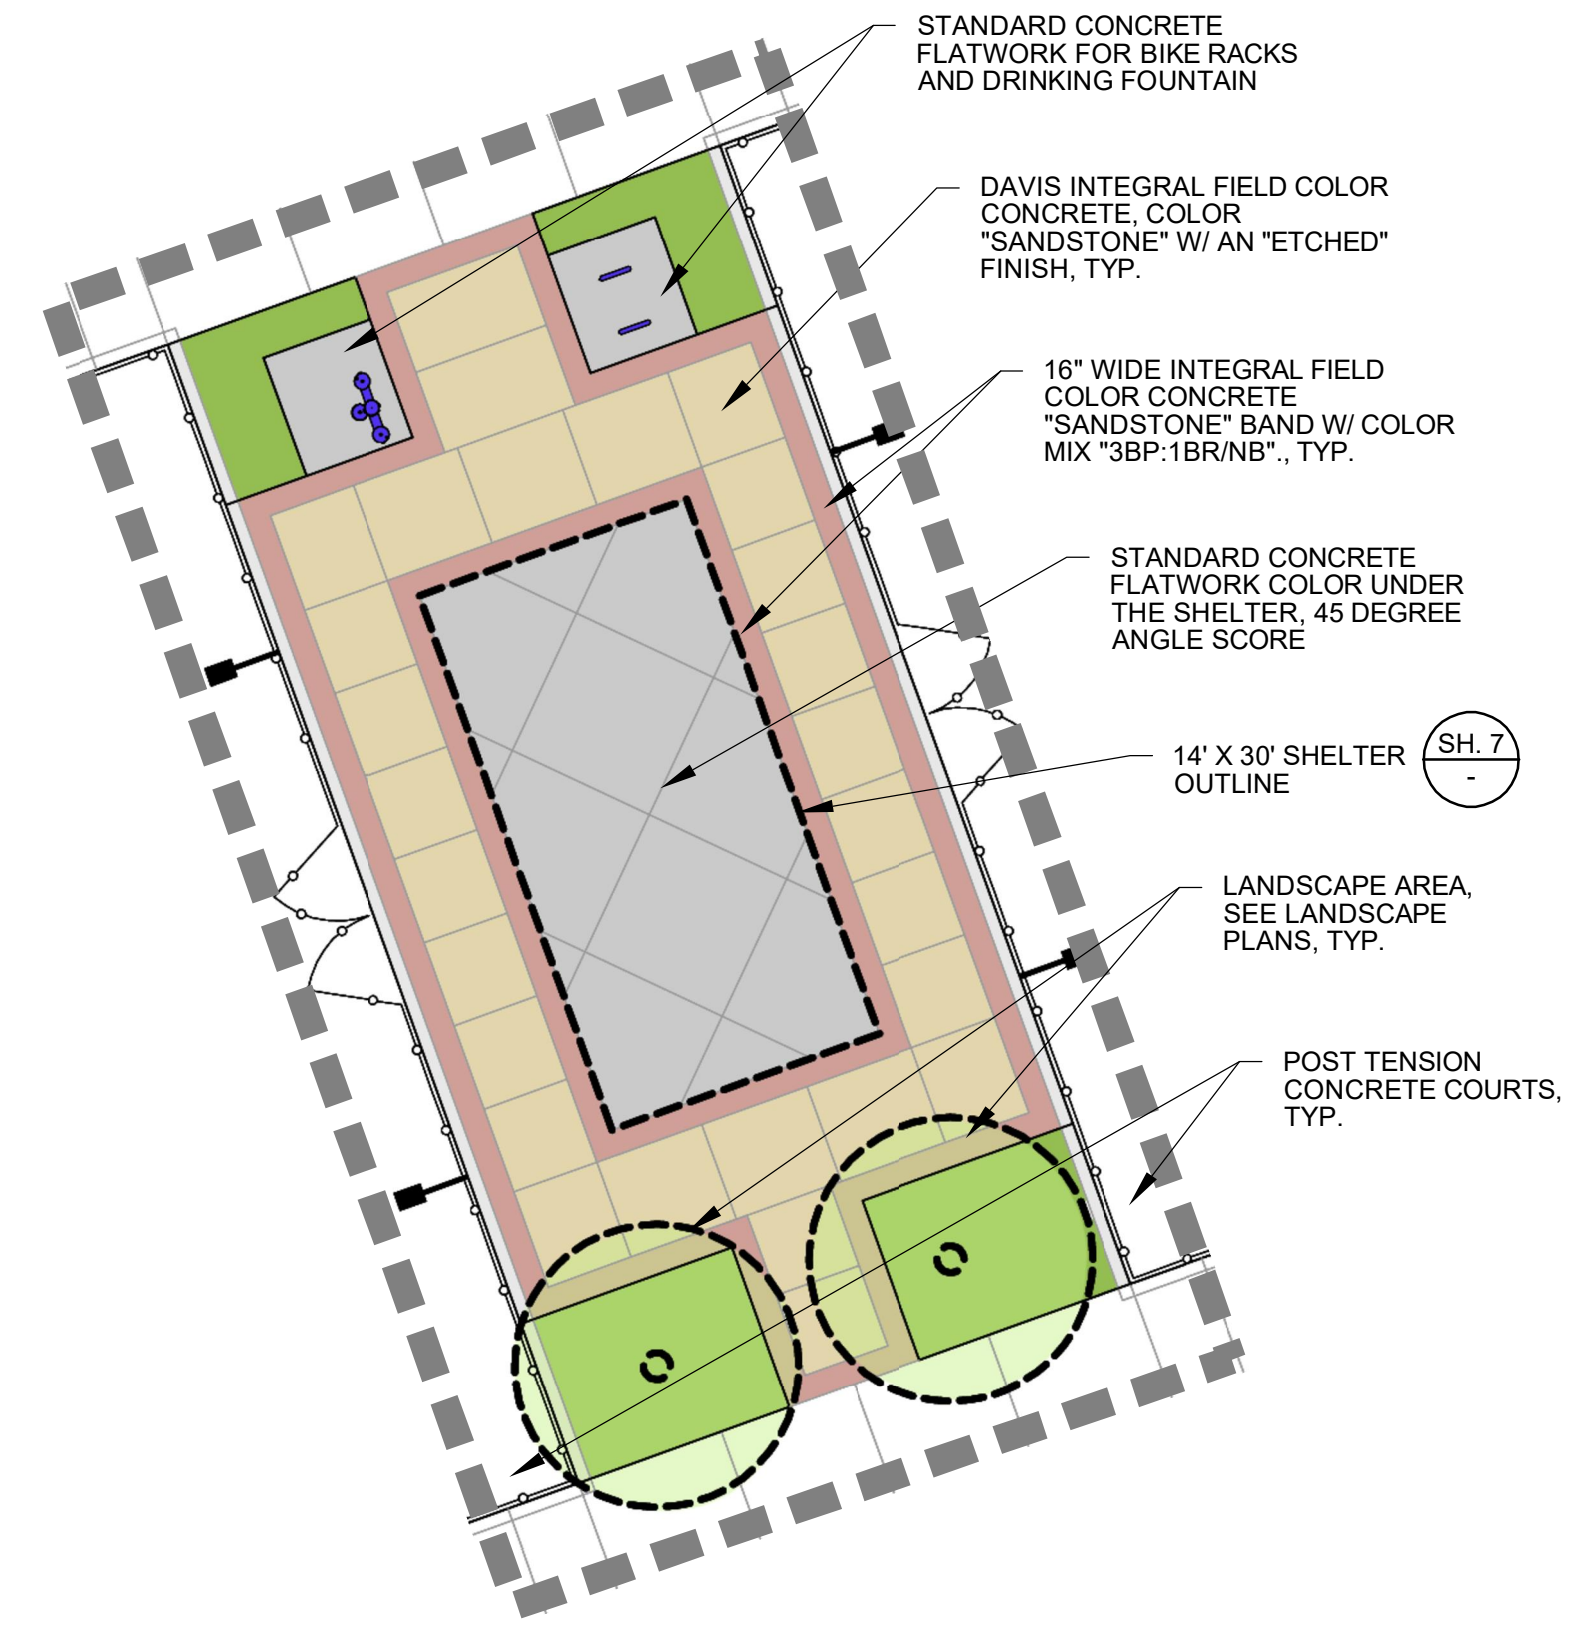 STANDARD CONCRETE
FLATWORK FOR BIKE RACKS
AND DRINKING FOUNTAIN
DAVIS INTEGRAL FIELD COLOR
CONCRETE, COLOR
"SANDSTONE" W/ AN "ETCHED"
FINISH, TYP.
16" WIDE INTEGRAL FIELD
COLOR CONCRETE
"SANDSTONE" BAND W/ COLOR
MIX "3BP:1BR/NB"., TYP.
STANDARD CONCRETE
FLATWORK COLOR UNDER
THE SHELTER, 45 DEGREE
ANGLE SCORE
14' X 30' SHELTER
OUTLINE
SH. 7
-
LANDSCAPE AREA,
SEE LANDSCAPE
PLANS, TYP.
POST TENSION
CONCRETE COURTS,
TYP.